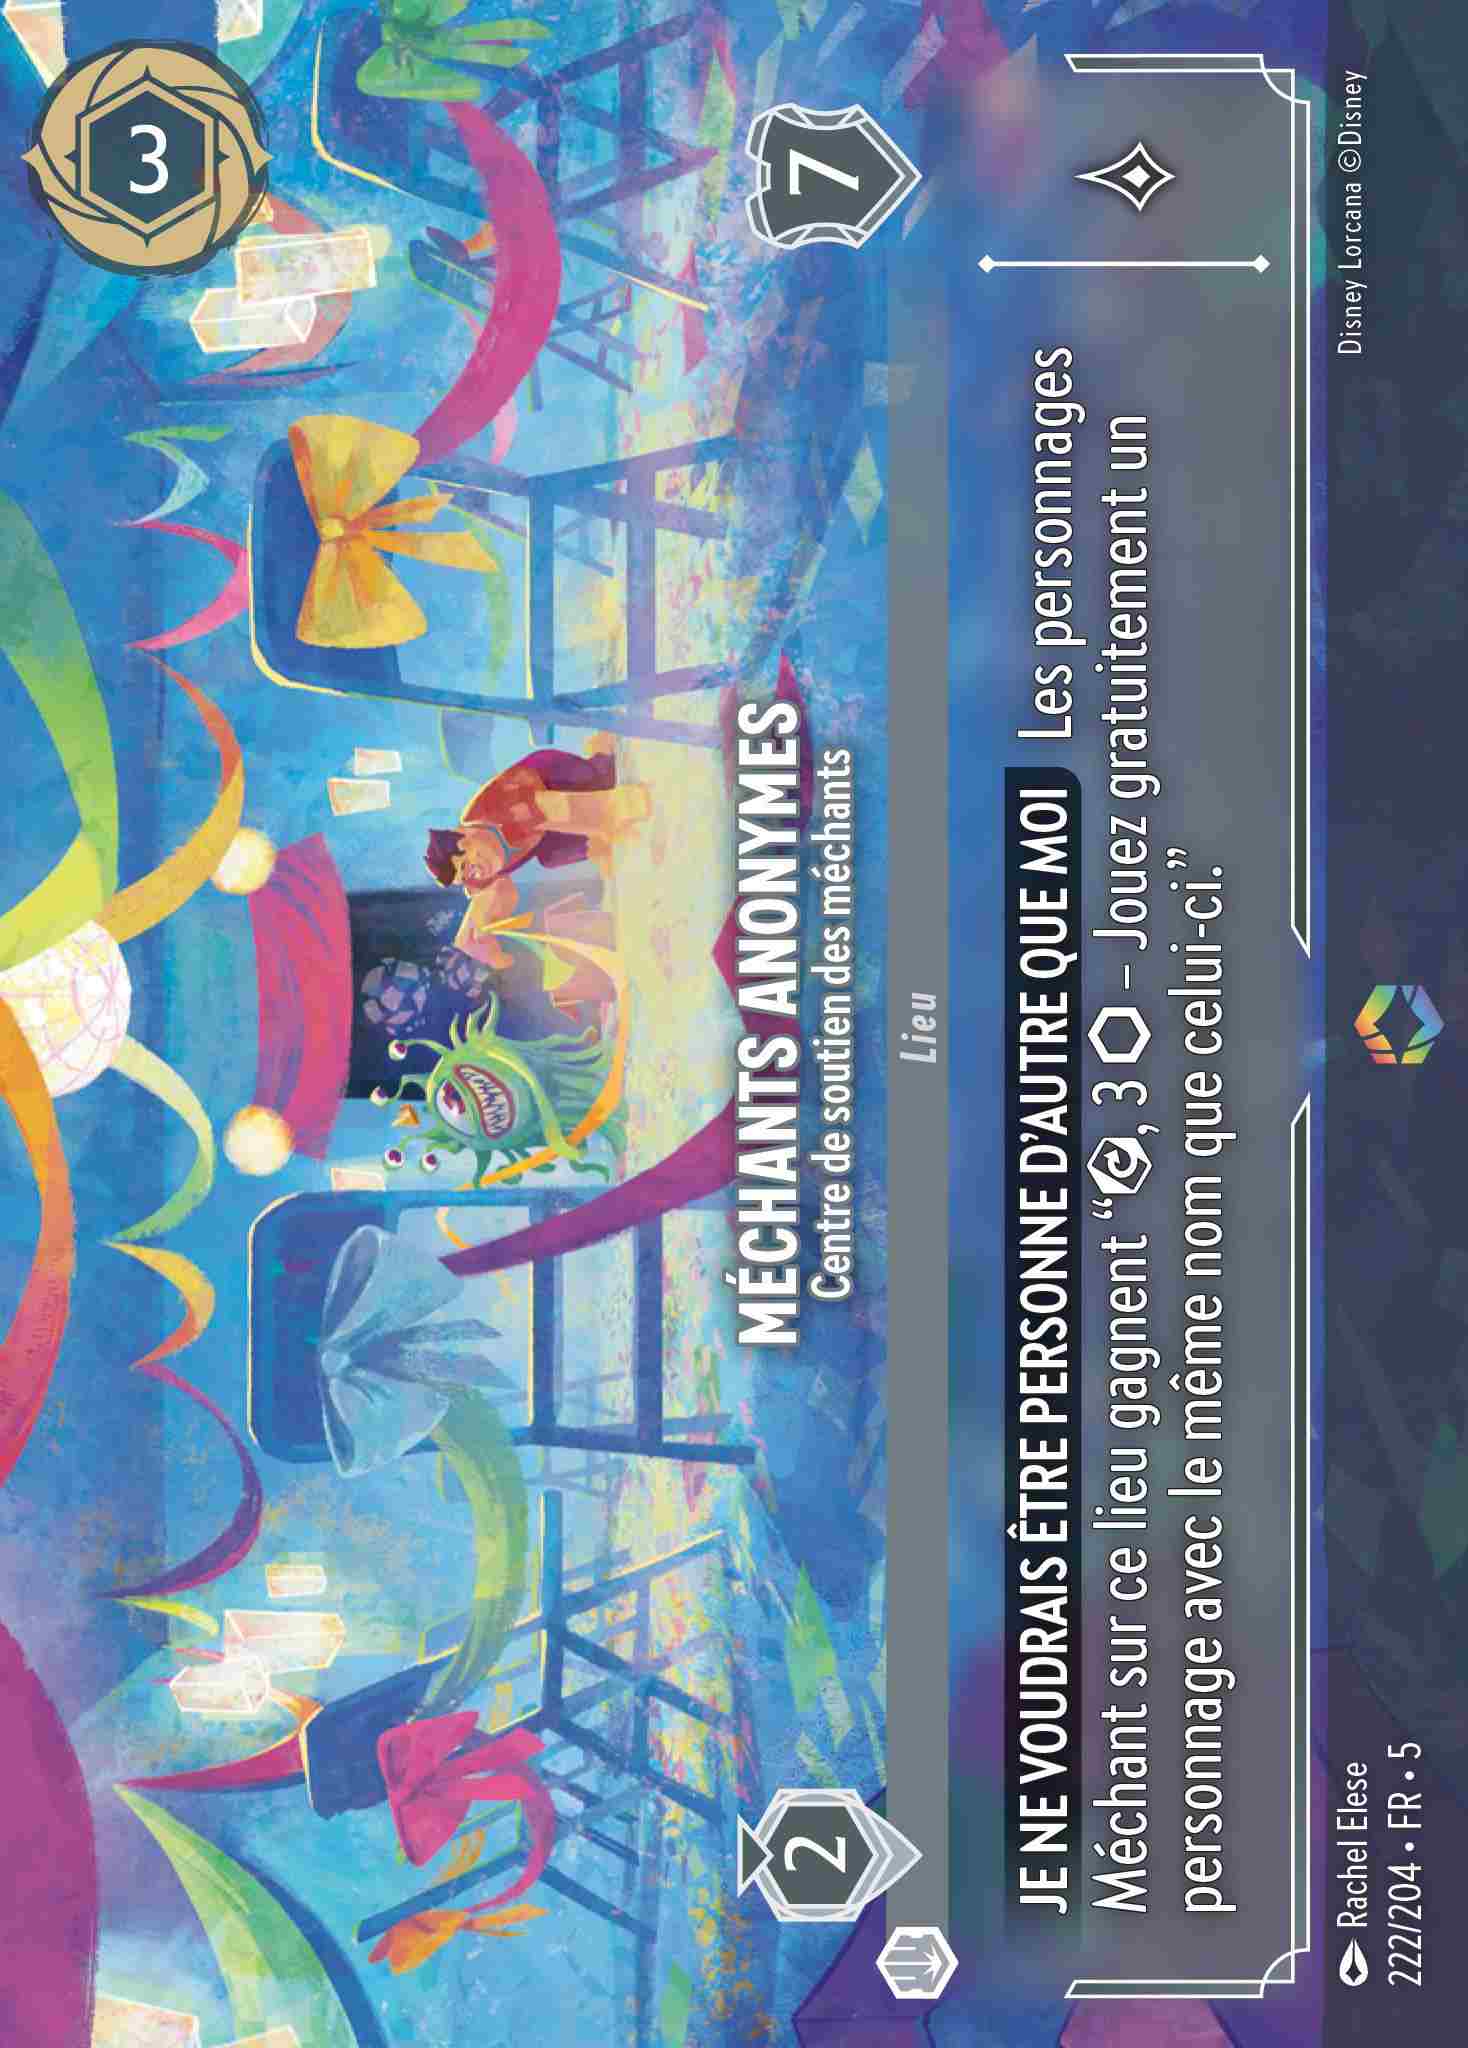 3
MÉCHANTS ANONYMES
Centre de soutien des méchants
2
7
Lieu
JE NE VOUDRAIS ÊTRE PERSONNE D'AUTRE QUE MOI Les personnages
Méchant sur ce lieu gagnent “, 3 – Jouez gratuitement un
personnage avec le même nom que celui-ci.”
Rachel Elese
222/204 • FR • 5
Disney Lorcana ©Disney